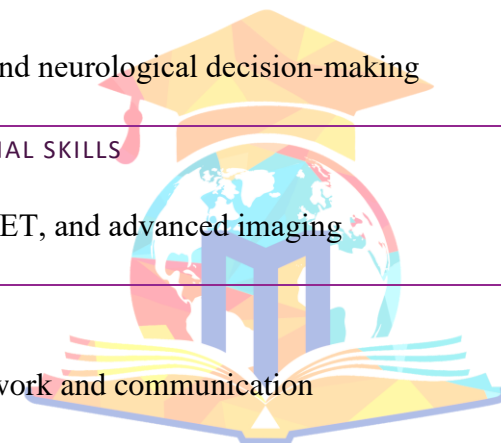 nd neurological decision-making
NAL SKILLS
ET, and advanced imaging
work and communication